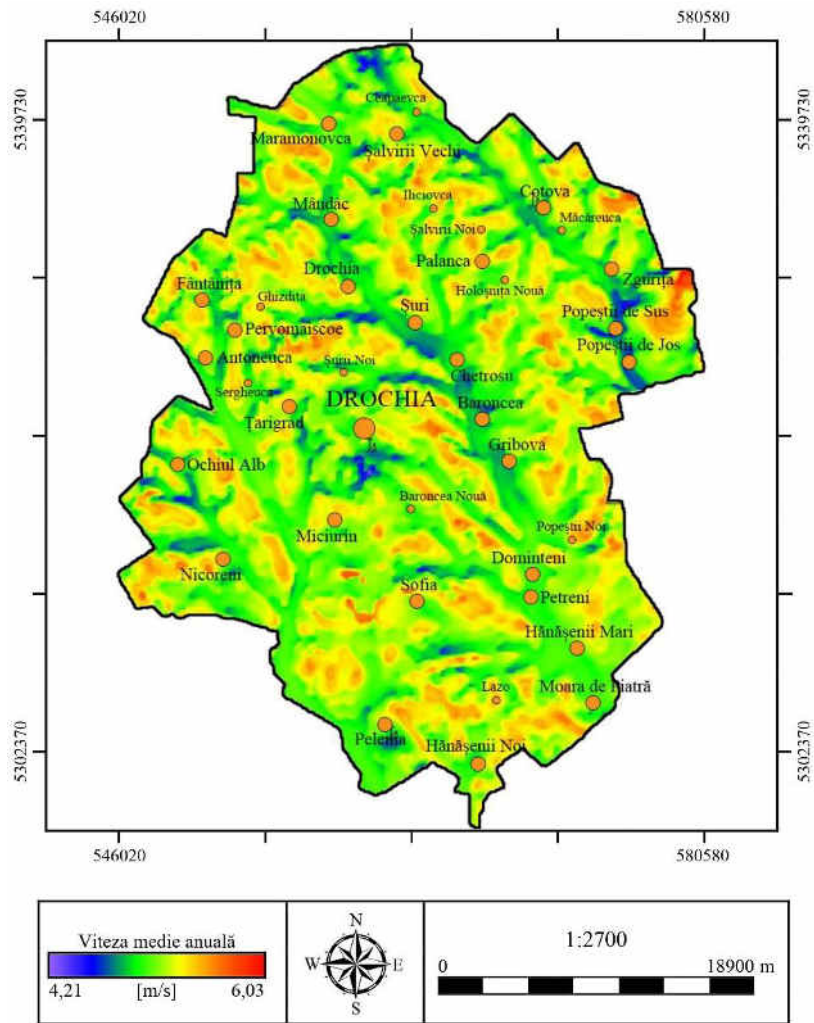 546020 580580
5339730 5339730
Ceapaevca
Maramonovca
Șalvirii Vechi
Iliciovca
Cotova
Mândâc
Măcăreuca
Șalvirii Noi
Palanca
Drochia
Zgurița
Fântânița
Holoșnița Nouă
Ghizdita
Popeștii de Sus
Șuri
Pervomaiscoe
Popeștii de Jos
Antoneuca
Șurii Noi
Chetrosu
Sergheuca
DROCHIA
Baroncea
Țarigrad
Gribova
Ochiul Alb
Baroncea Nouă
Miciurin
Popeștii Noi
Dominteni
Nicoreni
Sofia
Petreni
Hănășenii Mari
Lazo
Moara de Piatră
Pelenia
Hănășenii Noi
5302370 5302370
546020 580580
Viteza medie anuală
4,21 [m/s] 6,03
N
W E
S
1:2700
0 18900 m